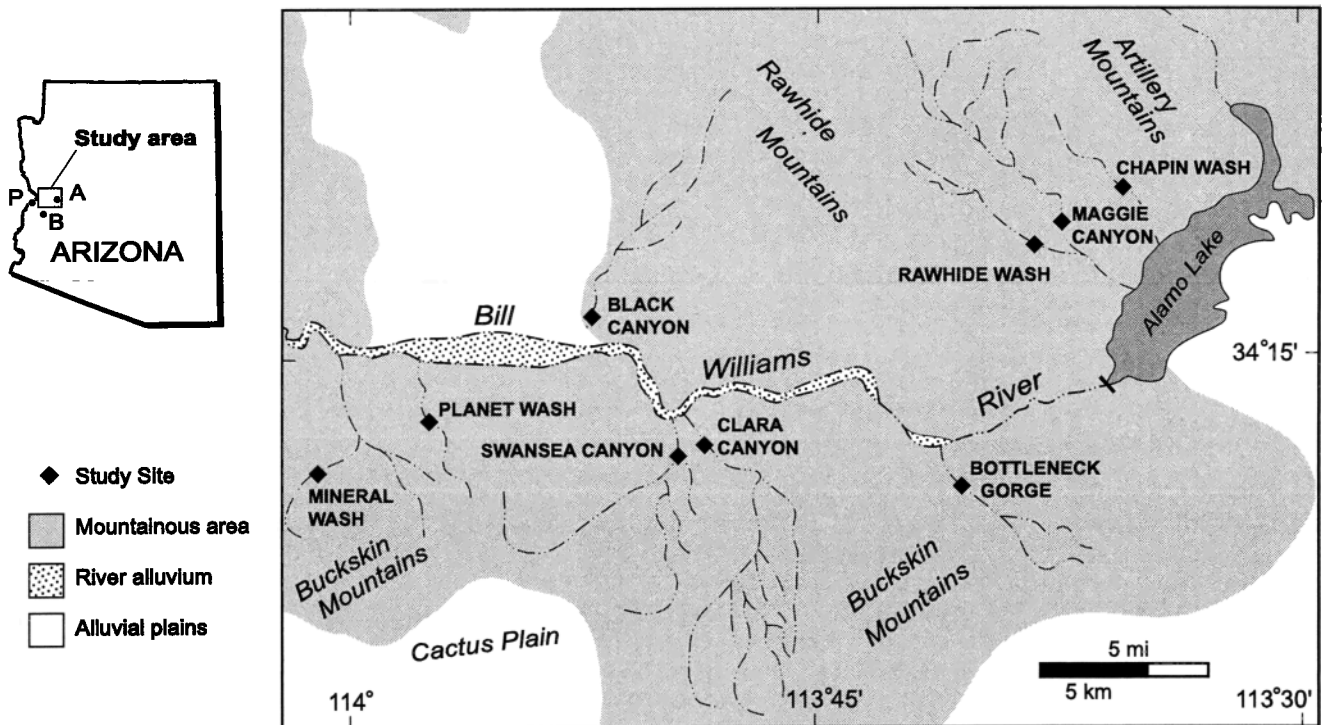 Study area
P
A
B
ARIZONA
Study Site
Mountainous area
River alluvium
Alluvial plains
Rawhide
Mountains
Artillery
Mountains
CHAPIN WASH
MAGGIE
CANYON
RAWHIDE WASH
Alamo Lake
BLACK
CANYON
Bill
Williams
River
34°15'
PLANET WASH
SWANSEA CANYON
CLARA
CANYON
MINERAL
WASH
BOTTLENECK
GORGE
Buckskin
Mountains
Buckskin
Mountains
Cactus Plain
5 mi
5 km
114°
113°45'
113°30'